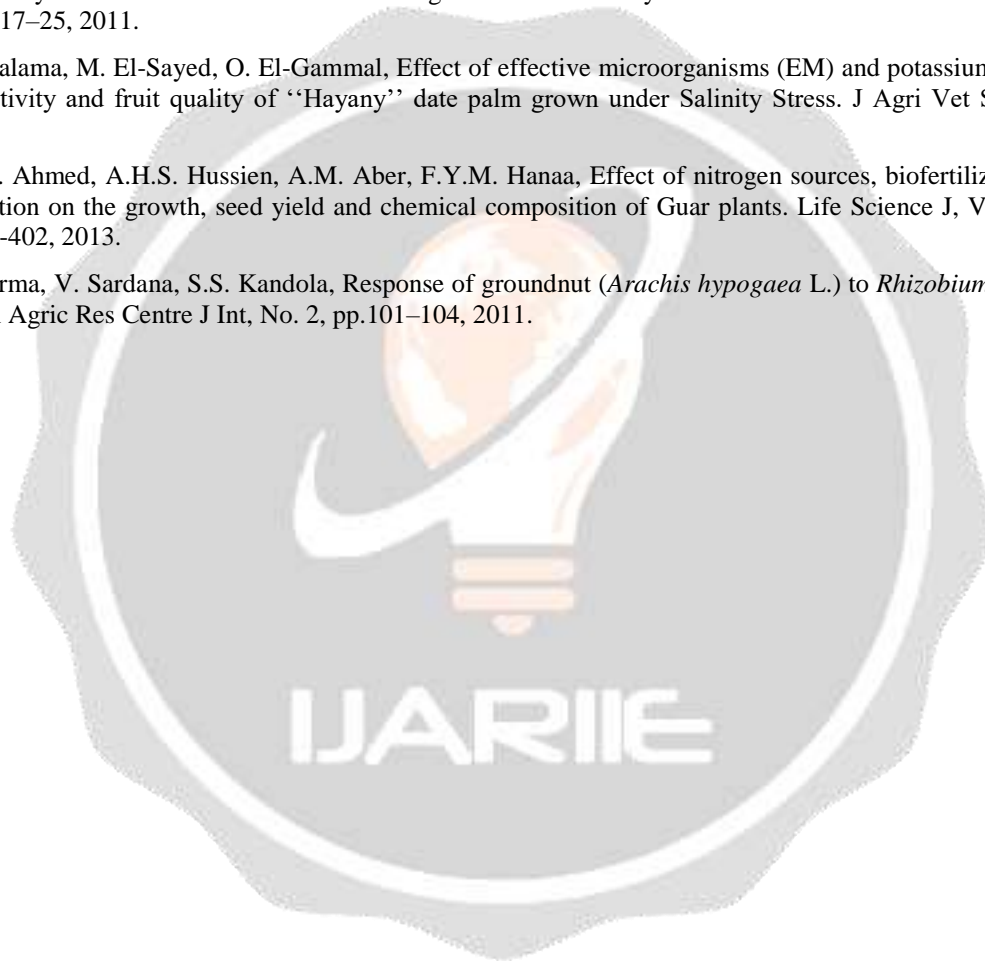 17–25, 2011.
alama, M. El-Sayed, O. El-Gammal, Effect of effective microorganisms (EM) and potassium
tivity and fruit quality of ‘‘Hayany’’ date palm grown under Salinity Stress. J Agri Vet S
. Ahmed, A.H.S. Hussien, A.M. Aber, F.Y.M. Hanaa, Effect of nitrogen sources, biofertiliz
tion on the growth, seed yield and chemical composition of Guar plants. Life Science J, V
-402, 2013.
rma, V. Sardana, S.S. Kandola, Response of groundnut (Arachis hypogaea L.) to Rhizobium
Agric Res Centre J Int, No. 2, pp.101–104, 2011.
IJARIIE